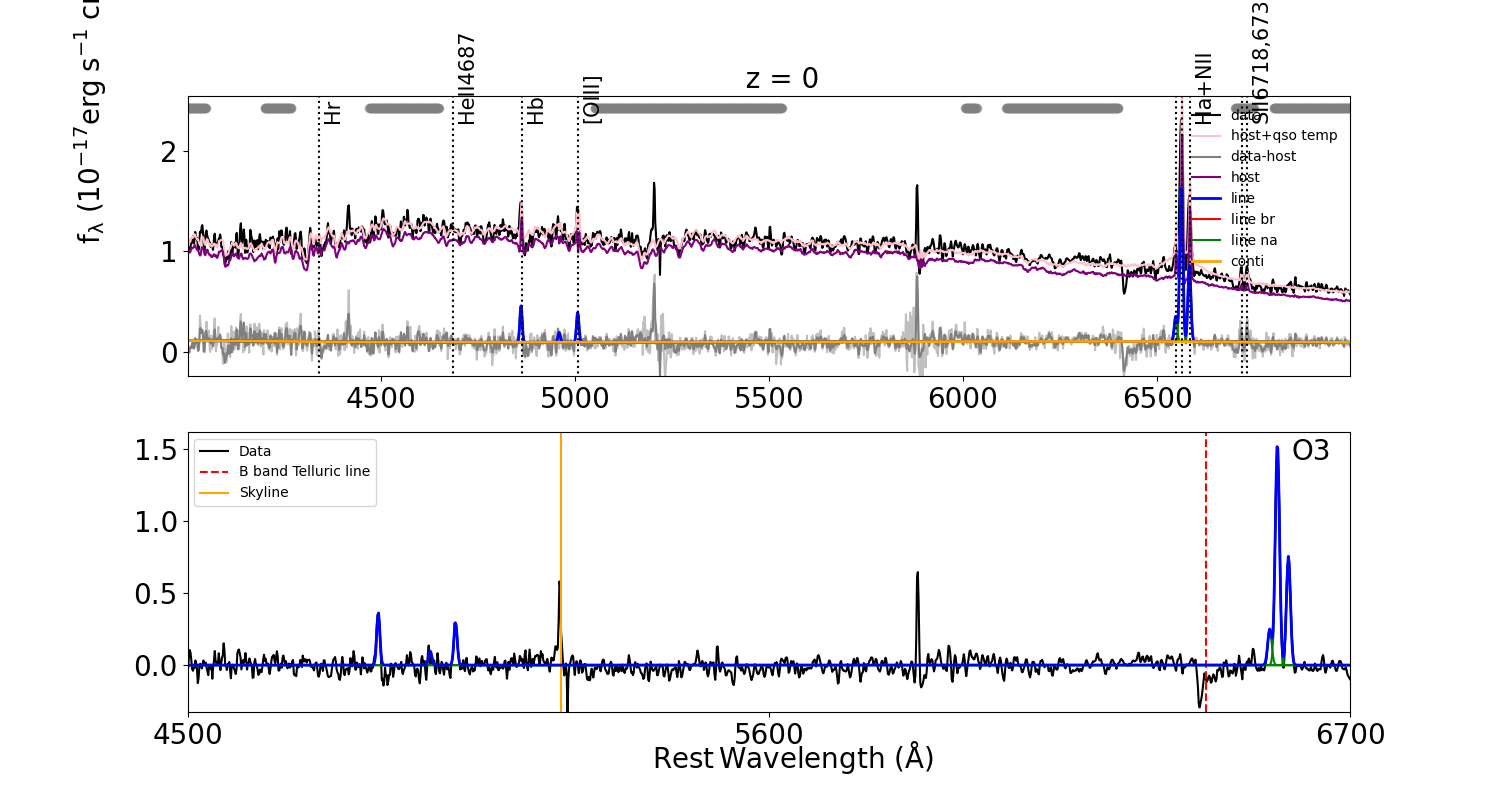 z = 0
f_λ (10^−17 erg s^−1 c
Hr
HeII4687
Hb
[OIII]
Ha+NII
SII6718,673
data
host+qso temp
data-host
host
line
line br
line na
conti
2
1
0
4500 5000 5500 6000 6500
Data
B band Telluric line
Skyline
O3
1.5
1.0
0.5
0.0
4500 5600 6700
Rest Wavelength (Å)